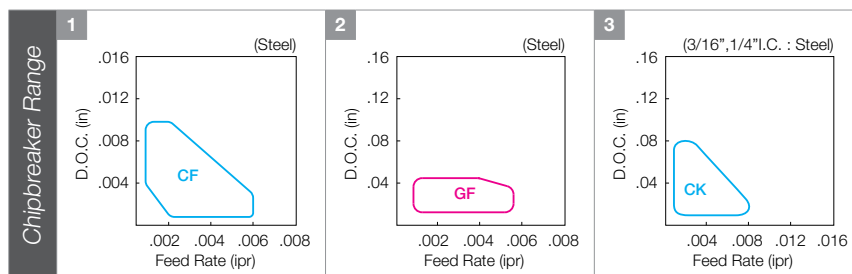 Chipbreaker Range
1
(Steel)
D.O.C. (in)
.016
.012
.008
.004
CF
.002 .004 .006 .008
Feed Rate (ipr)
2
(Steel)
D.O.C. (in)
.16
.12
.08
.04
GF
.002 .004 .006 .008
Feed Rate (ipr)
3
(3/16",1/4"I.C. : Steel)
D.O.C. (in)
.16
.12
.08
.04
CK
.004 .008 .012 .016
Feed Rate (ipr)